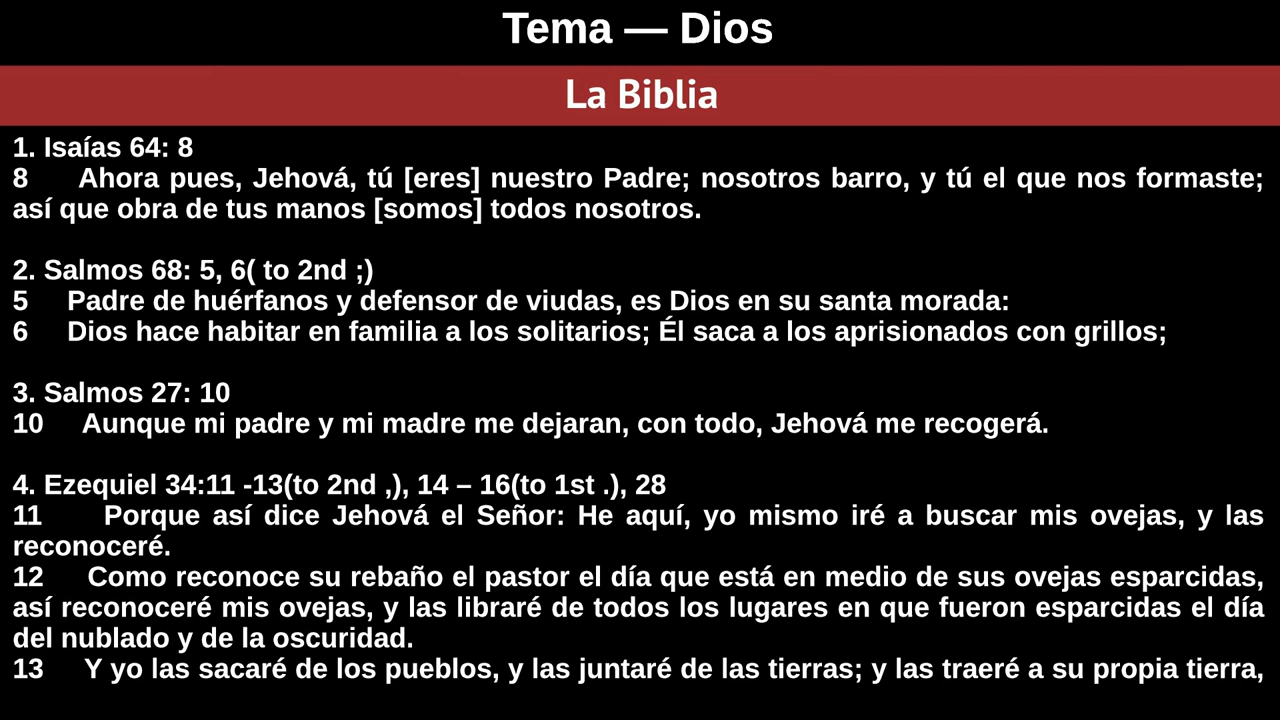 Tema — Dios
La Biblia
1. Isaías 64: 8
8 Ahora pues, Jehová, tú [eres] nuestro Padre; nosotros barro, y tú el que nos formaste;
así que obra de tus manos [somos] todos nosotros.
2. Salmos 68: 5, 6( to 2nd ;)
5 Padre de huérfanos y defensor de viudas, es Dios en su santa morada:
6 Dios hace habitar en familia a los solitarios; Él saca a los aprisionados con grillos;
3. Salmos 27: 10
10 Aunque mi padre y mi madre me dejaran, con todo, Jehová me recogerá.
4. Ezequiel 34:11 -13(to 2nd ,), 14 – 16(to 1st .), 28
11 Porque así dice Jehová el Señor: He aquí, yo mismo iré a buscar mis ovejas, y las
reconoceré.
12 Como reconoce su rebaño el pastor el día que está en medio de sus ovejas esparcidas,
así reconoceré mis ovejas, y las libraré de todos los lugares en que fueron esparcidas el día
del nublado y de la oscuridad.
13 Y yo las sacaré de los pueblos, y las juntaré de las tierras; y las traeré a su propia tierra,